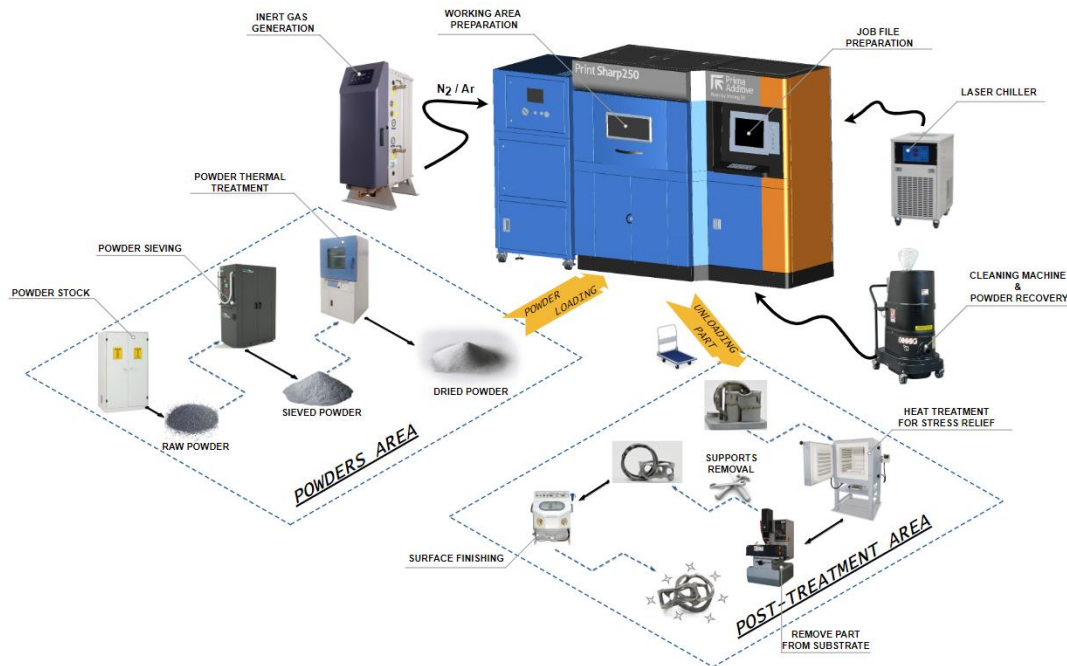 INERT GAS
GENERATION
WORKING AREA
PREPARATION
JOB FILE
PREPARATION
Print Sharp250
Prima
Additive
N2 / Ar
LASER CHILLER
POWDER THERMAL
TREATMENT
POWDER SIEVING
POWDER STOCK
CLEANING MACHINE
&
POWDER RECOVERY
POWDER
LOADING
UNLOADING
PART
DRIED POWDER
SIEVED POWDER
RAW POWDER
POWDERS AREA
HEAT TREATMENT
FOR STRESS RELIEF
SUPPORTS
REMOVAL
SURFACE FINISHING
POST-TREATMENT AREA
REMOVE PART
FROM SUBSTRATE